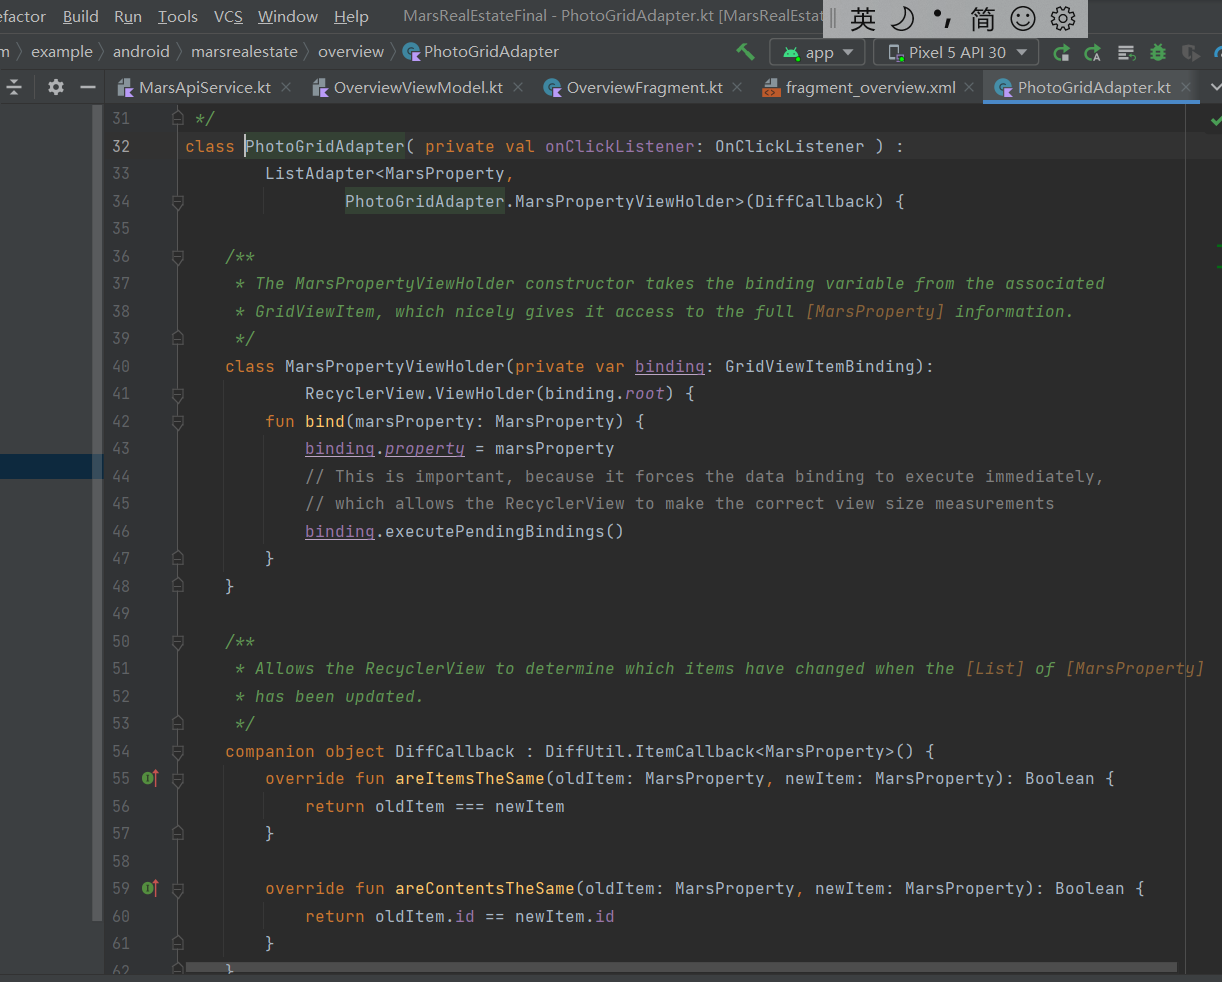 efactor Build Run Tools VCS Window Help MarsRealEstateFinal - PhotoGridAdapter.kt [MarsRealEstat
英 简
m example android marsrealestate overview PhotoGridAdapter app Pixel 5 API 30
MarsApiService.kt OverviewViewModel.kt OverviewFragment.kt fragment_overview.xml PhotoGridAdapter.kt
31 */
32 class PhotoGridAdapter( private val onClickListener: OnClickListener ) :
33 ListAdapter<MarsProperty,
34 PhotoGridAdapter.MarsPropertyViewHolder>(DiffCallback) {
35
36 /**
37 * The MarsPropertyViewHolder constructor takes the binding variable from the associated
38 * GridViewItem, which nicely gives it access to the full [MarsProperty] information.
39 */
40 class MarsPropertyViewHolder(private var binding: GridViewItemBinding):
41 RecyclerView.ViewHolder(binding.root) {
42 fun bind(marsProperty: MarsProperty) {
43 binding.property = marsProperty
44 // This is important, because it forces the data binding to execute immediately,
45 // which allows the RecyclerView to make the correct view size measurements
46 binding.executePendingBindings()
47 }
48 }
49
50 /**
51 * Allows the RecyclerView to determine which items have changed when the [List] of [MarsProperty]
52 * has been updated.
53 */
54 companion object DiffCallback : DiffUtil.ItemCallback<MarsProperty>() {
55 override fun areItemsTheSame(oldItem: MarsProperty, newItem: MarsProperty): Boolean {
56 return oldItem === newItem
57 }
58
59 override fun areContentsTheSame(oldItem: MarsProperty, newItem: MarsProperty): Boolean {
60 return oldItem.id == newItem.id
61 }
62 }